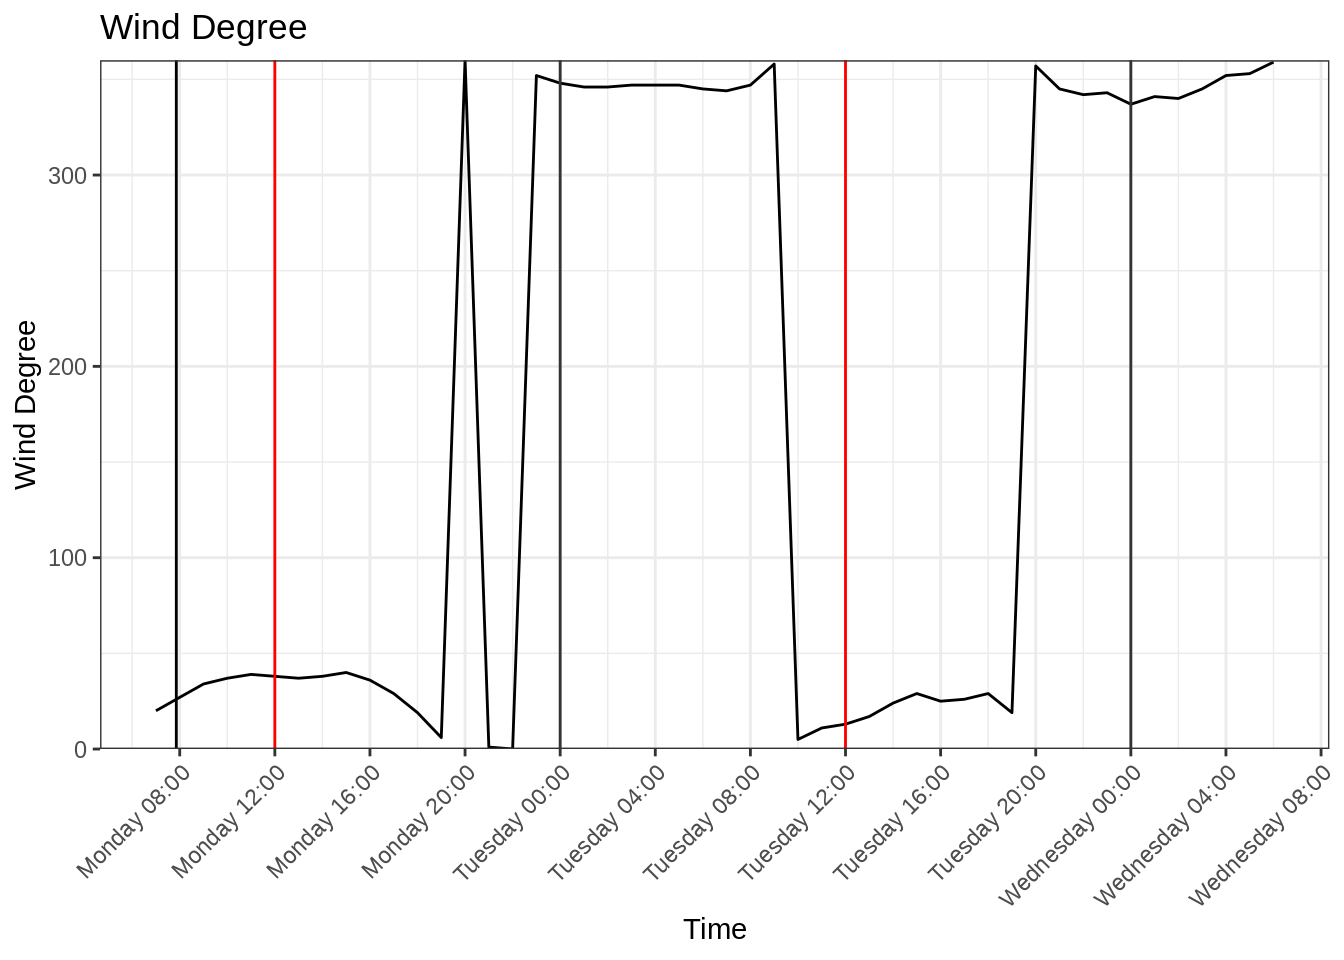 Wind Degree
Wind Degree
300
200
100
0
Monday 08:00
Monday 12:00
Monday 16:00
Monday 20:00
Tuesday 00:00
Tuesday 04:00
Tuesday 08:00
Tuesday 12:00
Tuesday 16:00
Tuesday 20:00
Wednesday 00:00
Wednesday 04:00
Wednesday 08:00
Time